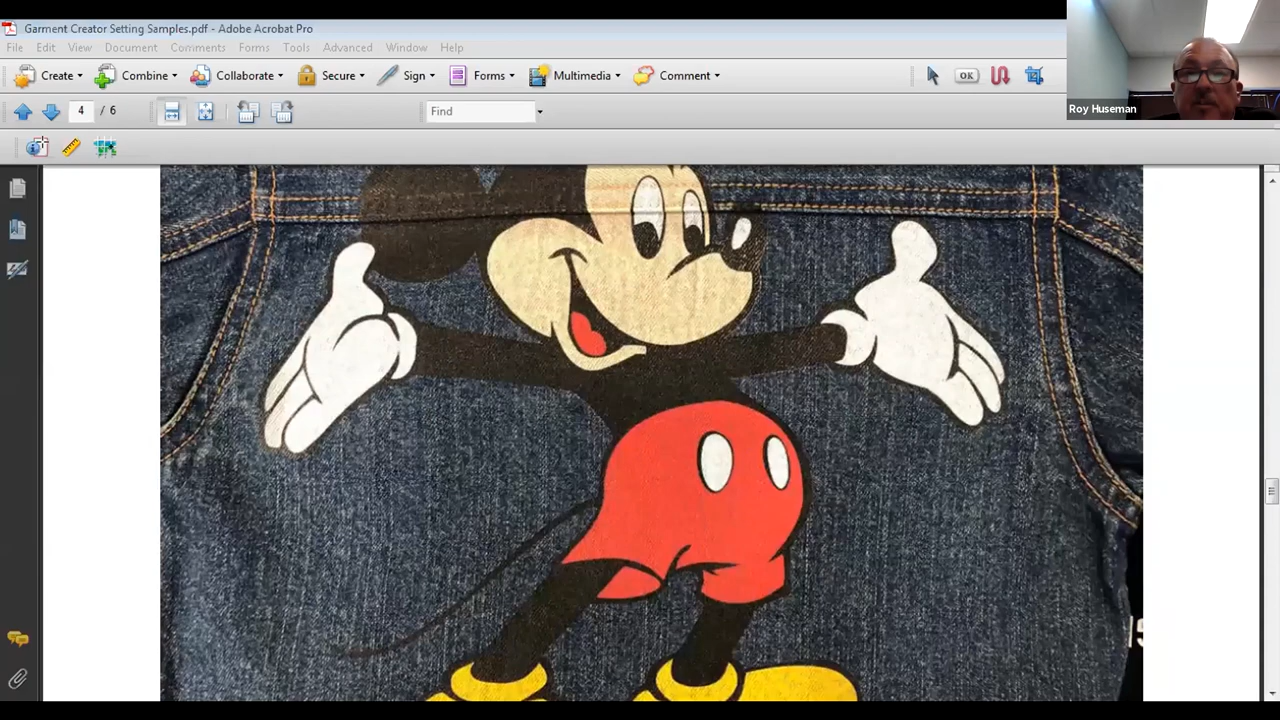 Garment Creator Setting Samples.pdf - Adobe Acrobat Pro
File Edit View Document Comments Forms Tools Advanced Window Help
Create Combine Collaborate Secure Sign Forms Multimedia Comment OK
4 / 6 Find
Roy Huseman